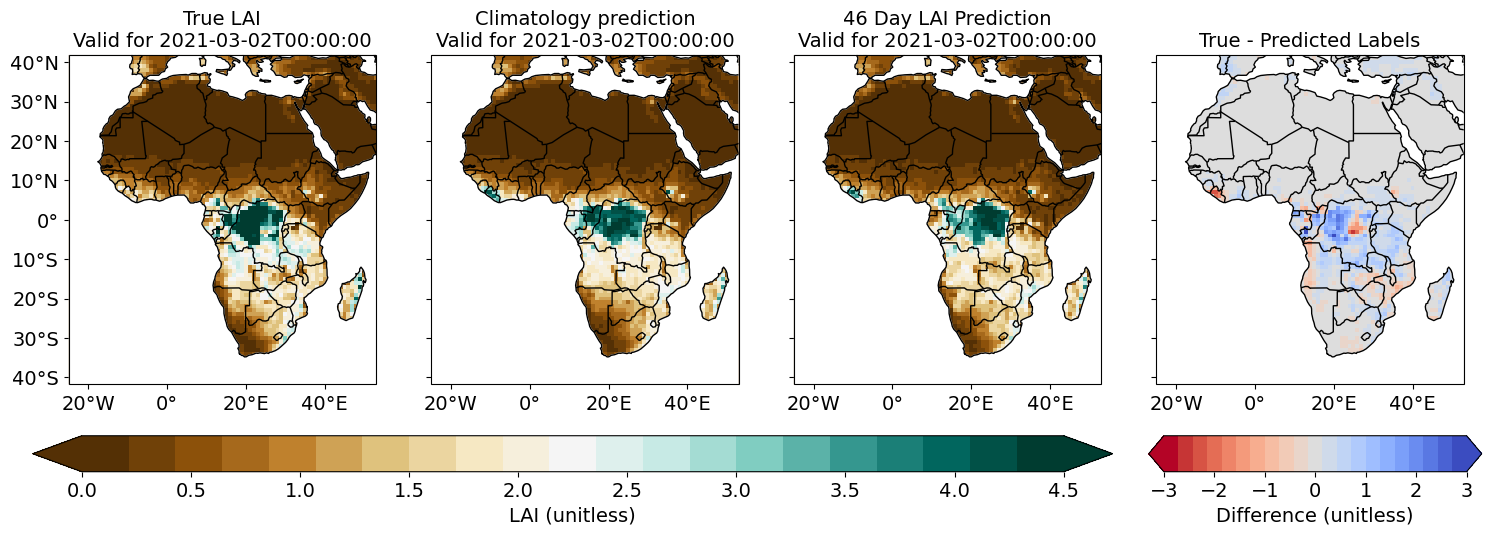 True LAI
Valid for 2021-03-02T00:00:00
Climatology prediction
Valid for 2021-03-02T00:00:00
46 Day LAI Prediction
Valid for 2021-03-02T00:00:00
True - Predicted Labels
40°N
30°N
20°N
10°N
0°
10°S
20°S
30°S
40°S
20°W 0° 20°E 40°E
20°W 0° 20°E 40°E
20°W 0° 20°E 40°E
20°W 0° 20°E 40°E
0.0 0.5 1.0 1.5 2.0 2.5 3.0 3.5 4.0 4.5
LAI (unitless)
−3 −2 −1 0 1 2 3
Difference (unitless)